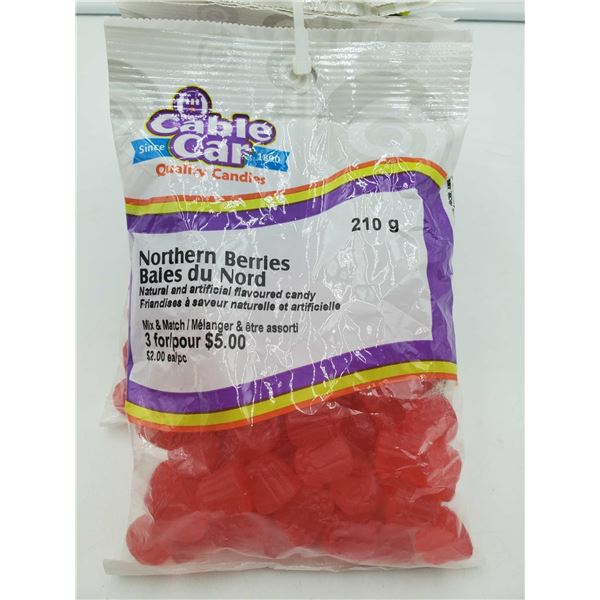 Cable
Car
Since 1890
Quality Candies
210 g
Northern Berries
Baies du Nord
Natural and artificial flavoured candy
Friandises à saveur naturelle et artificielle
Mix & Match / Mélanger & être assorti
3 for/pour $5.00
$2.00 ea/pc